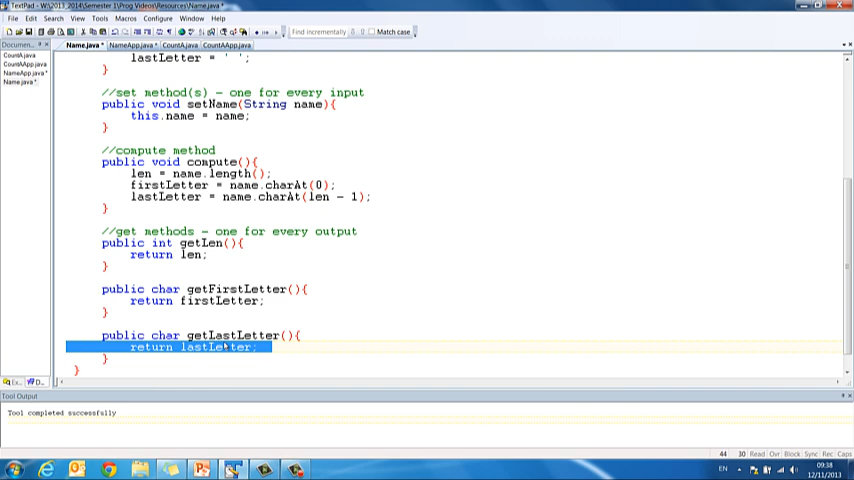 TextPad - W:\2013_2014\Semester 1\Prog Videos\Resources\Name.java *
File Edit Search View Tools Macros Configure Window Help
Find incrementally Match case
Documen...
Name.java * NameApp.java * CountA.java CountAApp.java
CountA.java
CountAApp.java
NameApp.java *
Name.java *
lastLetter = ' ';
}
//set method(s) - one for every input
public void setName(String name){
this.name = name;
}
//compute method
public void compute(){
len = name.length();
firstLetter = name.charAt(0);
lastLetter = name.charAt(len - 1);
}
//get methods - one for every output
public int getLen(){
return len;
}
public char getFirstLetter(){
return firstLetter;
}
public char getLastLetter(){
return lastLetter;
}
}
Ex... D...
Tool Output
Tool completed successfully
44 30 Read Ovr Block Sync Rec Caps
EN 09:38
12/11/2013